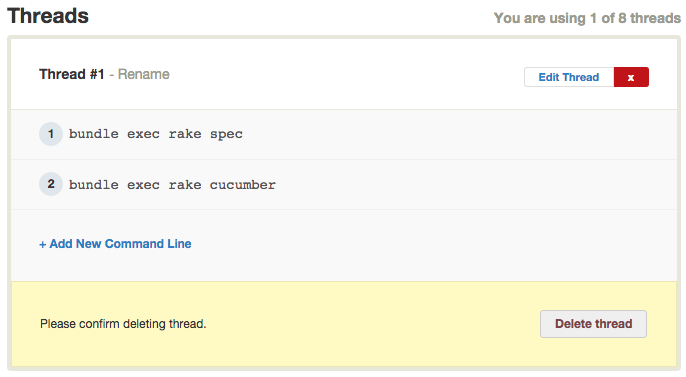 Threads
You are using 1 of 8 threads
Thread #1 - Rename
Edit Thread
x
1 bundle exec rake spec
2 bundle exec rake cucumber
+ Add New Command Line
Please confirm deleting thread.
Delete thread